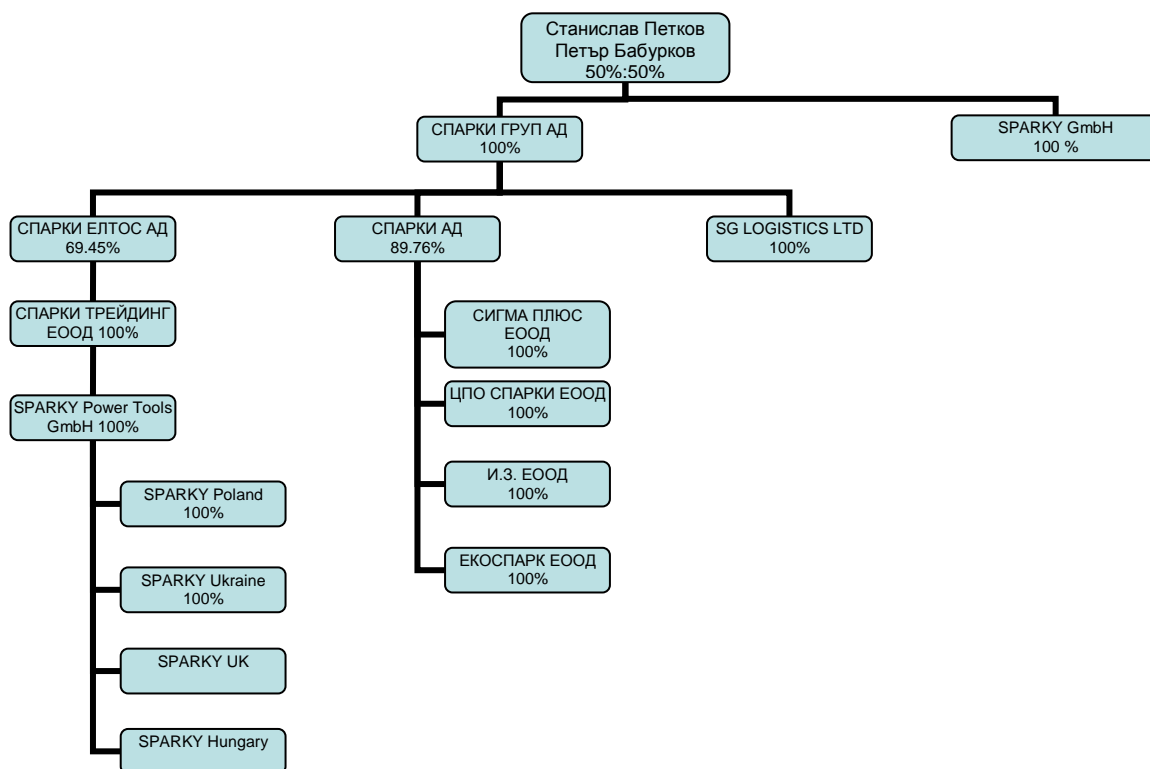 Станислав Петков
Петър Бабурков
50%:50%
СПАРКИ ГРУП АД
100%
SPARKY GmbH
100 %
СПАРКИ ЕЛТОС АД
69.45%
СПАРКИ АД
89.76%
SG LOGISTICS LTD
100%
СПАРКИ ТРЕЙДИНГ
ЕООД 100%
SPARKY Power Tools
GmbH 100%
SPARKY Poland
100%
SPARKY Ukraine
100%
SPARKY UK
SPARKY Hungary
СИГМА ПЛЮС
ЕООД
100%
ЦПО СПАРКИ ЕООД
100%
И.З. ЕООД
100%
ЕКОСПАРК ЕООД
100%